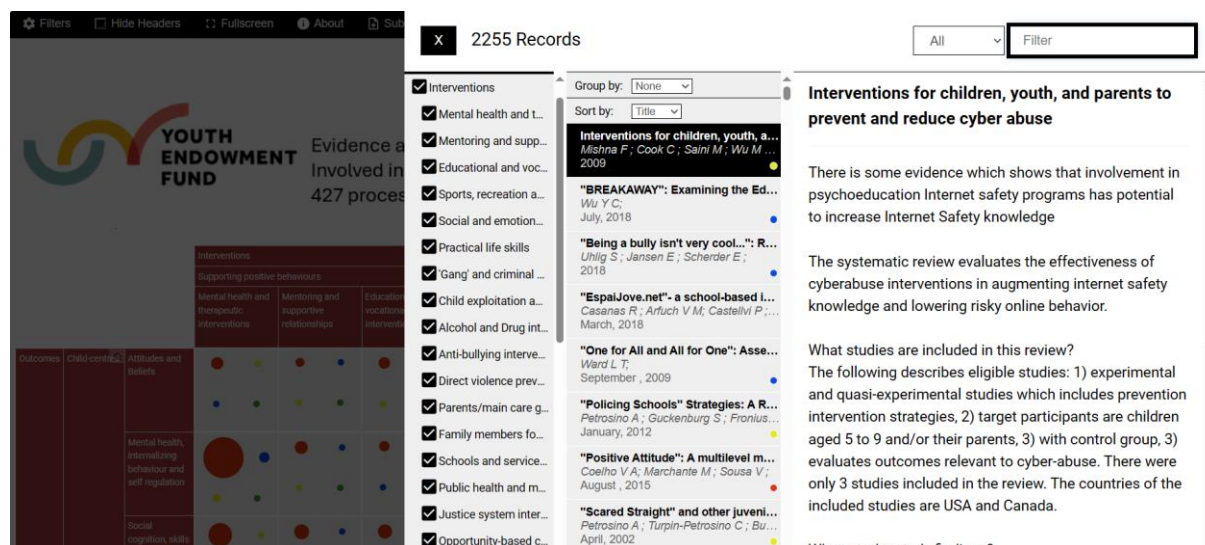 Filters Hide Headers Fullscreen About Sub
YOUTH
ENDOWMENT
FUND
Evidence a
Involved in
427 proces
Interventions
Supporting positive behaviours
Mental health and therapeutic interventions
Mentoring and supportive relationships
Education vocationa interventi
Outcomes Child-centred Attitudes and Beliefs
Mental health, internalizing behaviour and self regulation
Social cognition, skills
X 2255 Records
All Filter
Interventions
Mental health and t...
Mentoring and supp...
Educational and voc...
Sports, recreation a...
Social and emotion...
Practical life skills
'Gang' and criminal ...
Child exploitation a...
Alcohol and Drug int...
Anti-bullying interve...
Direct violence prev...
Parents/main care g...
Family members fo...
Schools and service...
Public health and m...
Justice system inter...
Opportunity-based c...
Group by: None
Sort by: Title
Interventions for children, youth, a...
Mishna F ; Cook C ; Saini M ; Wu M ...
2009
"BREAKAWAY": Examining the Ed...
Wu Y C;
July, 2018
"Being a bully isn't very cool...": R...
Uhlig S ; Jansen E ; Scherder E ;
2018
"EspaiJove.net"- a school-based i...
Casanas R ; Arfuch V M; Castellvi P ;...
March, 2018
"One for All and All for One": Asse...
Ward L T;
September , 2009
"Policing Schools" Strategies: A R...
Petrosino A ; Guckenburg S ; Fronius...
January, 2012
"Positive Attitude": A multilevel m...
Coelho V A; Marchante M ; Sousa V ;
August , 2015
"Scared Straight" and other juveni...
Petrosino A ; Turpin-Petrosino C ; Bu...
April, 2002
Interventions for children, youth, and parents to
prevent and reduce cyber abuse
There is some evidence which shows that involvement in
psychoeducation Internet safety programs has potential
to increase Internet Safety knowledge
The systematic review evaluates the effectiveness of
cyberabuse interventions in augmenting internet safety
knowledge and lowering risky online behavior.
What studies are included in this review?
The following describes eligible studies: 1) experimental
and quasi-experimental studies which includes prevention
intervention strategies, 2) target participants are children
aged 5 to 9 and/or their parents, 3) with control group, 3)
evaluates outcomes relevant to cyber-abuse. There were
only 3 studies included in the review. The countries of the
included studies are USA and Canada.